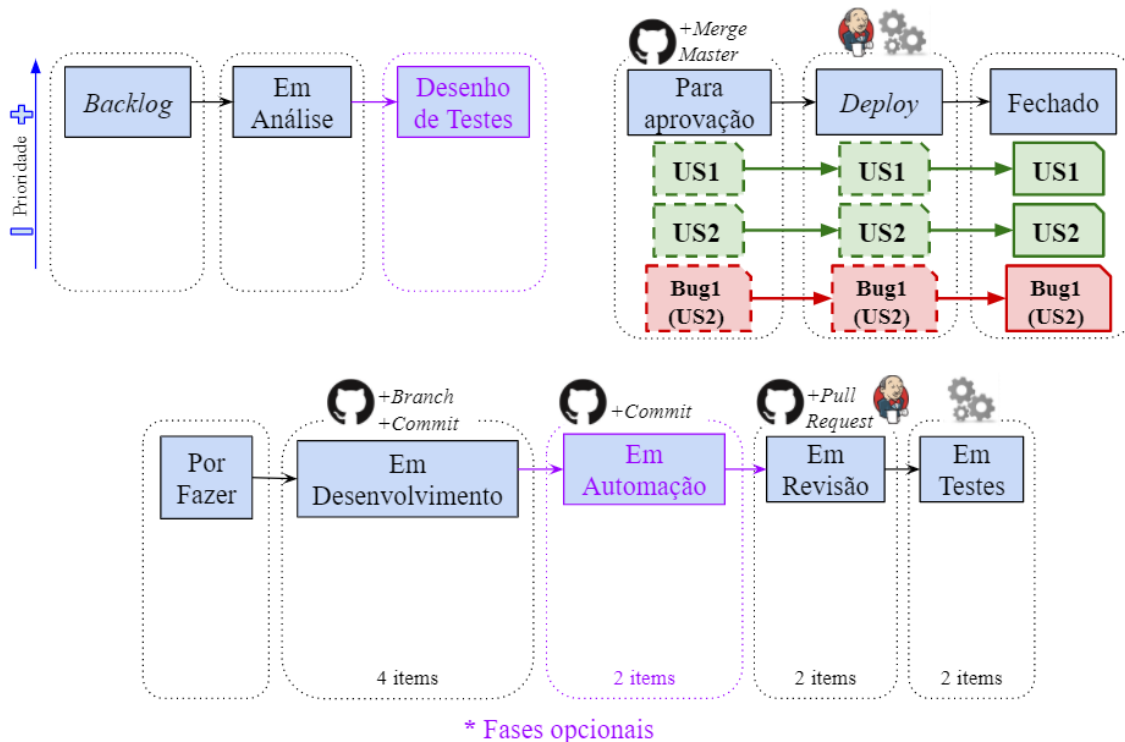 Prioridade
Backlog
Em
Análise
Desenho
de Testes
+Merge
Master
Para
aprovação
Deploy
Fechado
US1
US1
US1
US2
US2
US2
Bug1
(US2)
Bug1
(US2)
Bug1
(US2)
Por
Fazer
+Branch
+Commit
Em
Desenvolvimento
4 items
+Commit
Em
Automação
2 items
+Pull
Request
Em
Revisão
2 items
Em
Testes
2 items
* Fases opcionais